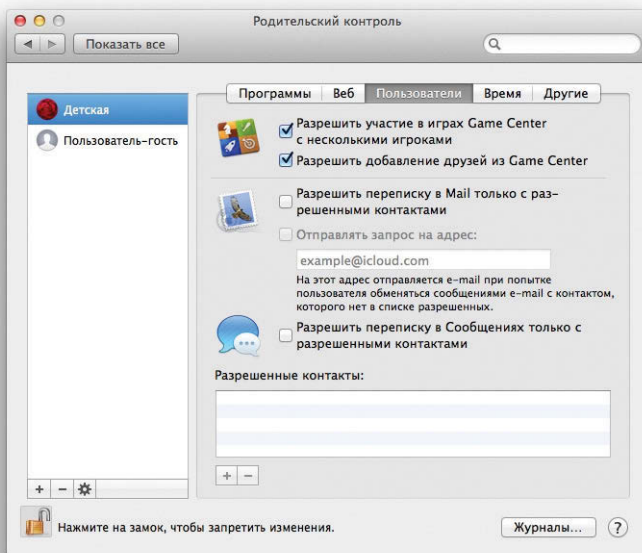 Родительский контроль
Показать все
Детская
Пользователь-гость
Программы Веб Пользователи Время Другие
Разрешить участие в играх Game Center
с несколькими игроками
Разрешить добавление друзей из Game Center
Разрешить переписку в Mail только с раз-
решенными контактами
Отправлять запрос на адрес:
example@icloud.com
На этот адрес отправляется e-mail при попытке
пользователя обменяться сообщениями e-mail с контактом,
которого нет в списке разрешенных.
Разрешить переписку в Сообщениях только с
разрешенными контактами
Разрешенные контакты:
+ −
+ −
Нажмите на замок, чтобы запретить изменения.
Журналы... ?